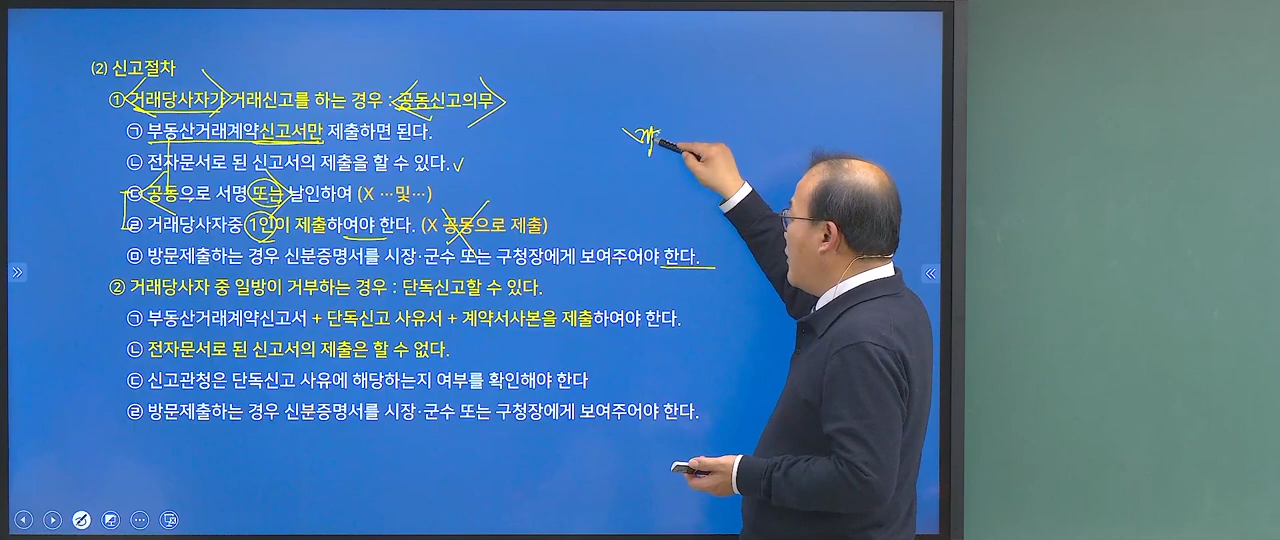 (2) 신고절차
① 거래당사자가 거래신고를 하는 경우 : 공동신고의무
㉠ 부동산거래계약신고서만 제출하면 된다.
㉡ 전자문서로 된 신고서의 제출을 할 수 있다.
㉢ 공동으로 서명 또는 날인하여 (X …및…)
㉣ 거래당사자중 1인이 제출하여야 한다. (X 공동으로 제출)
㉤ 방문제출하는 경우 신분증명서를 시장·군수 또는 구청장에게 보여주어야 한다.
② 거래당사자 중 일방이 거부하는 경우 : 단독신고할 수 있다.
㉠ 부동산거래계약신고서 + 단독신고 사유서 + 계약서사본을 제출하여야 한다.
㉡ 전자문서로 된 신고서의 제출은 할 수 없다.
㉢ 신고관청은 단독신고 사유에 해당하는지 여부를 확인해야 한다
㉣ 방문제출하는 경우 신분증명서를 시장·군수 또는 구청장에게 보여주어야 한다.